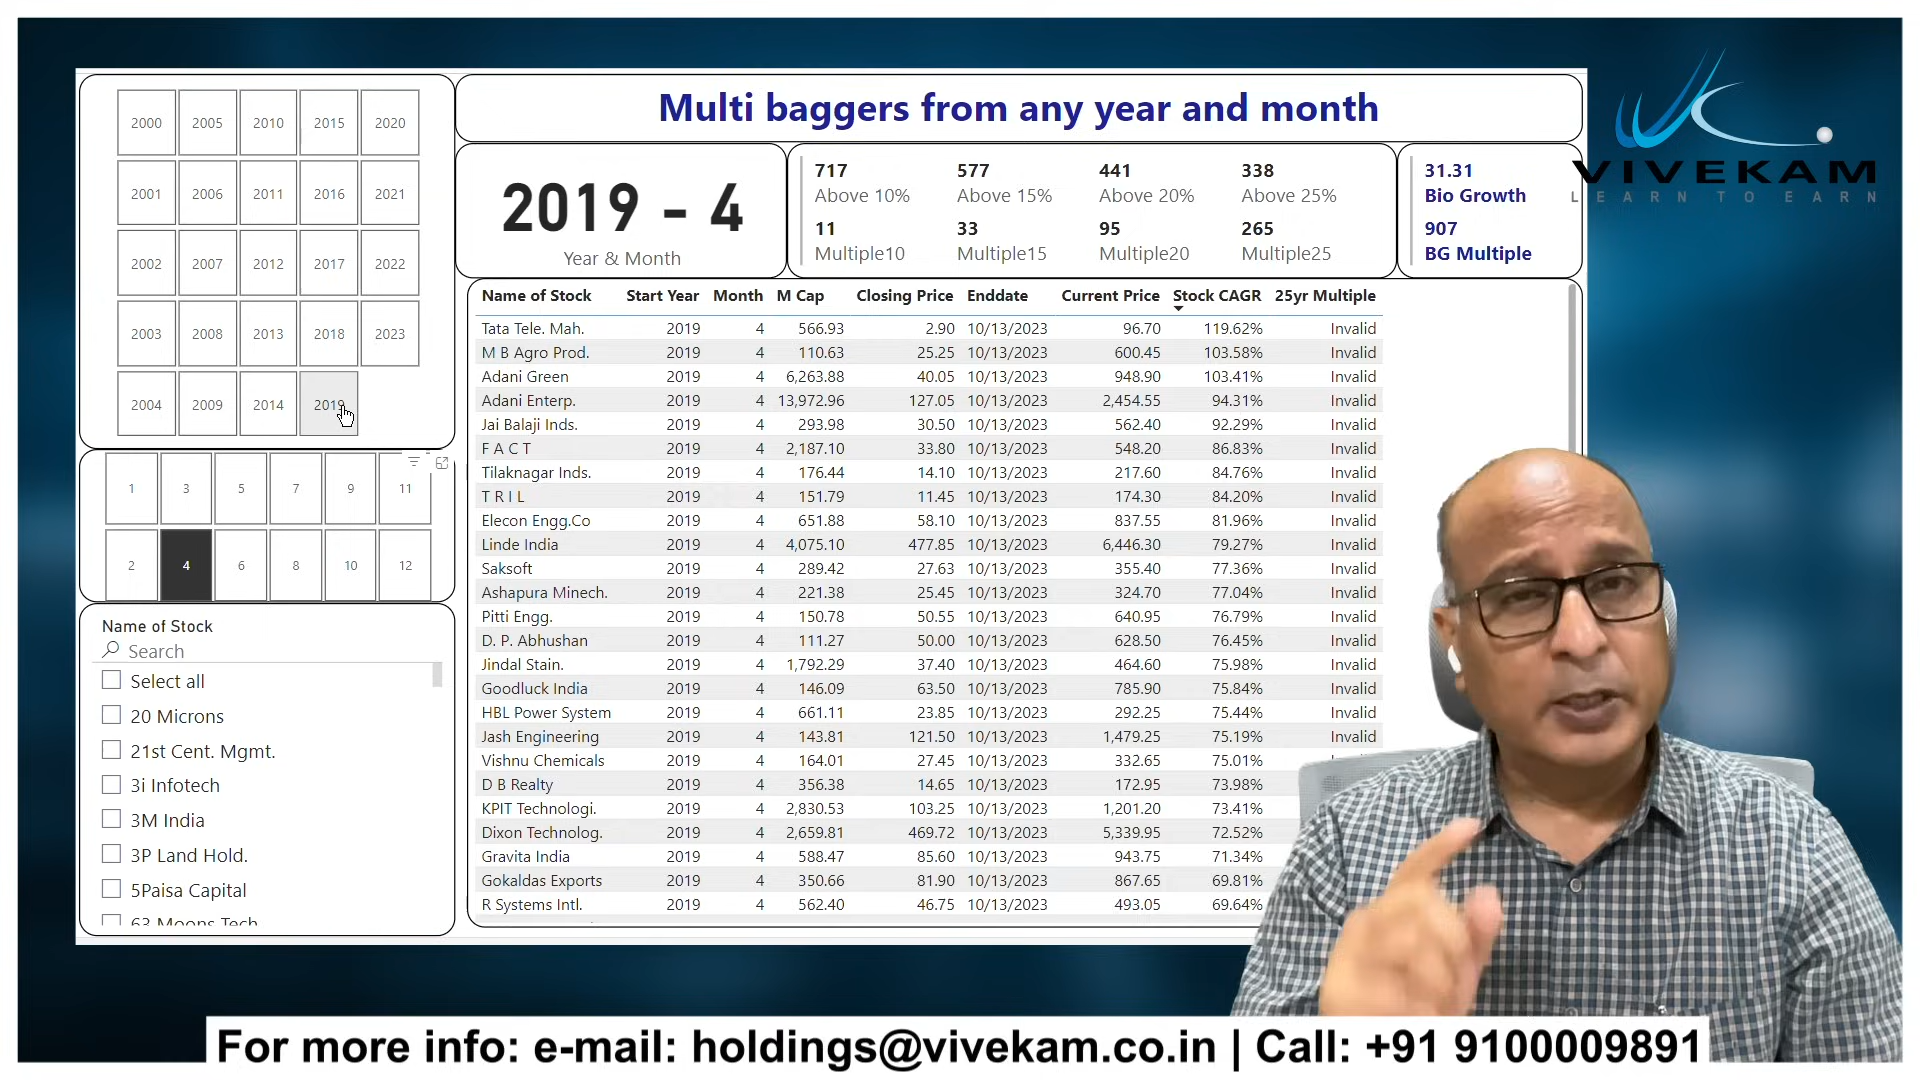 2000 2005 2010 2015 2020
2001 2006 2011 2016 2021
2002 2007 2012 2017 2022
2003 2008 2013 2018 2023
2004 2009 2014 2019
1 3 5 7 9 11
2 4 6 8 10 12
Name of Stock
Search
Select all
20 Microns
21st Cent. Mgmt.
3i Infotech
3M India
3P Land Hold.
5Paisa Capital
63 Moons Tech
Multi baggers from any year and month
2019 - 4
Year & Month
717 577 441 338
Above 10% Above 15% Above 20% Above 25%
11 33 95 265
Multiple10 Multiple15 Multiple20 Multiple25
31.31
Bio Growth
907
BG Multiple
VIVEKAM
LEARN TO EARN
Name of Stock Start Year Month M Cap Closing Price Enddate Current Price Stock CAGR 25yr Multiple
Tata Tele. Mah. 2019 4 566.93 2.90 10/13/2023 96.70 119.62% Invalid
M B Agro Prod. 2019 4 110.63 25.25 10/13/2023 600.45 103.58% Invalid
Adani Green 2019 4 6,263.88 40.05 10/13/2023 948.90 103.41% Invalid
Adani Enterp. 2019 4 13,972.96 127.05 10/13/2023 2,454.55 94.31% Invalid
Jai Balaji Inds. 2019 4 293.98 30.50 10/13/2023 562.40 92.29% Invalid
F A C T 2019 4 2,187.10 33.80 10/13/2023 548.20 86.83% Invalid
Tilaknagar Inds. 2019 4 176.44 14.10 10/13/2023 217.60 84.76% Invalid
T R I L 2019 4 151.79 11.45 10/13/2023 174.30 84.20% Invalid
Elecon Engg.Co 2019 4 651.88 58.10 10/13/2023 837.55 81.96% Invalid
Linde India 2019 4 4,075.10 477.85 10/13/2023 6,446.30 79.27% Invalid
Saksoft 2019 4 289.42 27.63 10/13/2023 355.40 77.36% Invalid
Ashapura Minech. 2019 4 221.38 25.45 10/13/2023 324.70 77.04% Invalid
Pitti Engg. 2019 4 150.78 50.55 10/13/2023 640.95 76.79% Invalid
D. P. Abhushan 2019 4 111.27 50.00 10/13/2023 628.50 76.45% Invalid
Jindal Stain. 2019 4 1,792.29 37.40 10/13/2023 464.60 75.98% Invalid
Goodluck India 2019 4 146.09 63.50 10/13/2023 785.90 75.84% Invalid
HBL Power System 2019 4 661.11 23.85 10/13/2023 292.25 75.44% Invalid
Jash Engineering 2019 4 143.81 121.50 10/13/2023 1,479.25 75.19% Invalid
Vishnu Chemicals 2019 4 164.01 27.45 10/13/2023 332.65 75.01%
D B Realty 2019 4 356.38 14.65 10/13/2023 172.95 73.98%
KPIT Technologi. 2019 4 2,830.53 103.25 10/13/2023 1,201.20 73.41%
Dixon Technolog. 2019 4 2,659.81 469.72 10/13/2023 5,339.95 72.52%
Gravita India 2019 4 588.47 85.60 10/13/2023 943.75 71.34%
Gokaldas Exports 2019 4 350.66 81.90 10/13/2023 867.65 69.81%
R Systems Intl. 2019 4 562.40 46.75 10/13/2023 493.05 69.64%
For more info: e-mail: holdings@vivekam.co.in | Call: +91 9100009891